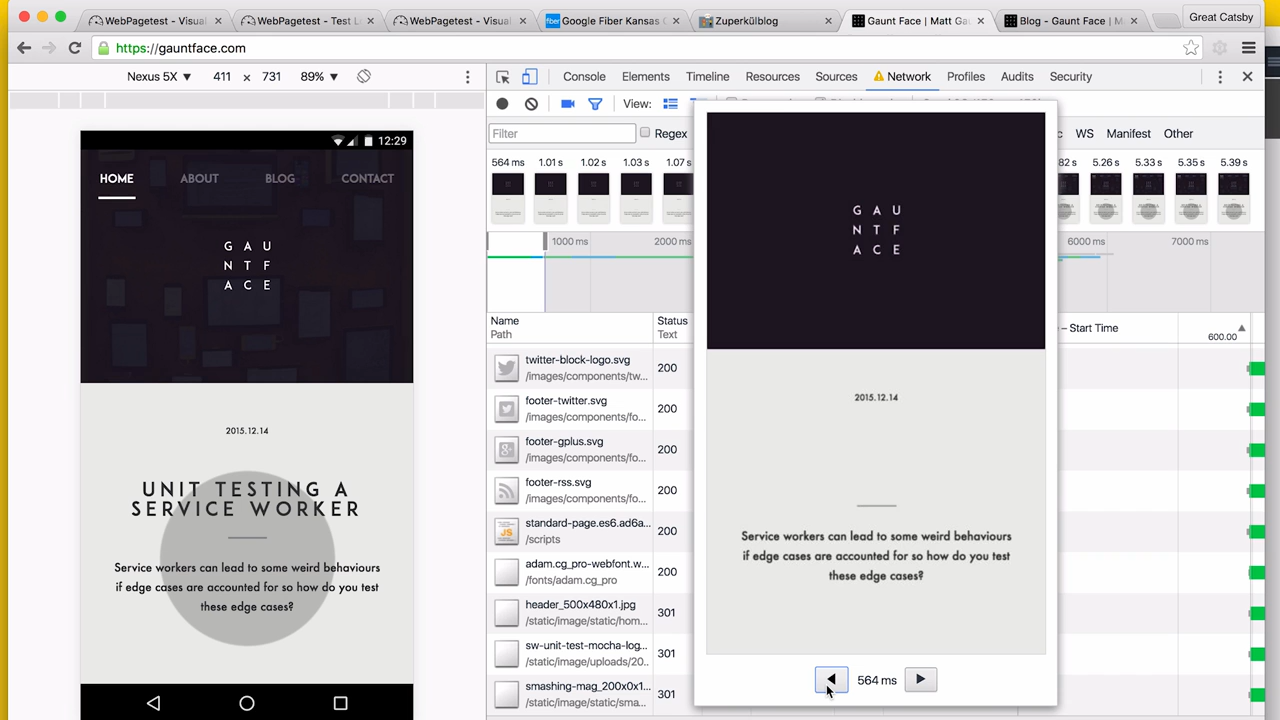 WebPagetest - Visual
WebPagetest - Test L
WebPagetest - Visual
fiber
Google Fiber Kansas C
Zuperkülblog
Gaunt Face | Matt Ga
Blog - Gaunt Face | M
Great Catsby
https://gauntface.com
Nexus 5X ▼ 411 × 731 89% ▼
Console Elements Timeline Resources Sources Network Profiles Audits Security
View:
Filter
Regex
WS Manifest Other
564 ms 1.01 s 1.02 s 1.03 s 1.07 s
82 s 5.26 s 5.33 s 5.35 s 5.39 s
1000 ms 2000 ms 6000 ms 7000 ms
Name
Path
Status
Text
– Start Time
600.00
twitter-block-logo.svg
/images/components/tw...
200
footer-twitter.svg
/images/components/fo...
200
footer-gplus.svg
/images/components/fo...
200
footer-rss.svg
/images/components/fo...
200
standard-page.es6.ad6a...
/scripts
200
JS
adam.cg_pro-webfont.w...
/fonts/adam.cg_pro
200
header_500x480x1.jpg
/static/image/static/hom...
301
sw-unit-test-mocha-log...
/static/image/uploads/20...
301
smashing-mag_200x0x1...
/static/image/static/sma...
301
12:29
HOME ABOUT BLOG CONTACT
G A U
N T F
A C E
2015.12.14
UNIT TESTING A
SERVICE WORKER
Service workers can lead to some weird behaviours
if edge cases are accounted for so how do you test
these edge cases?
G A U
N T F
A C E
2015.12.14
Service workers can lead to some weird behaviours
if edge cases are accounted for so how do you test
these edge cases?
564 ms